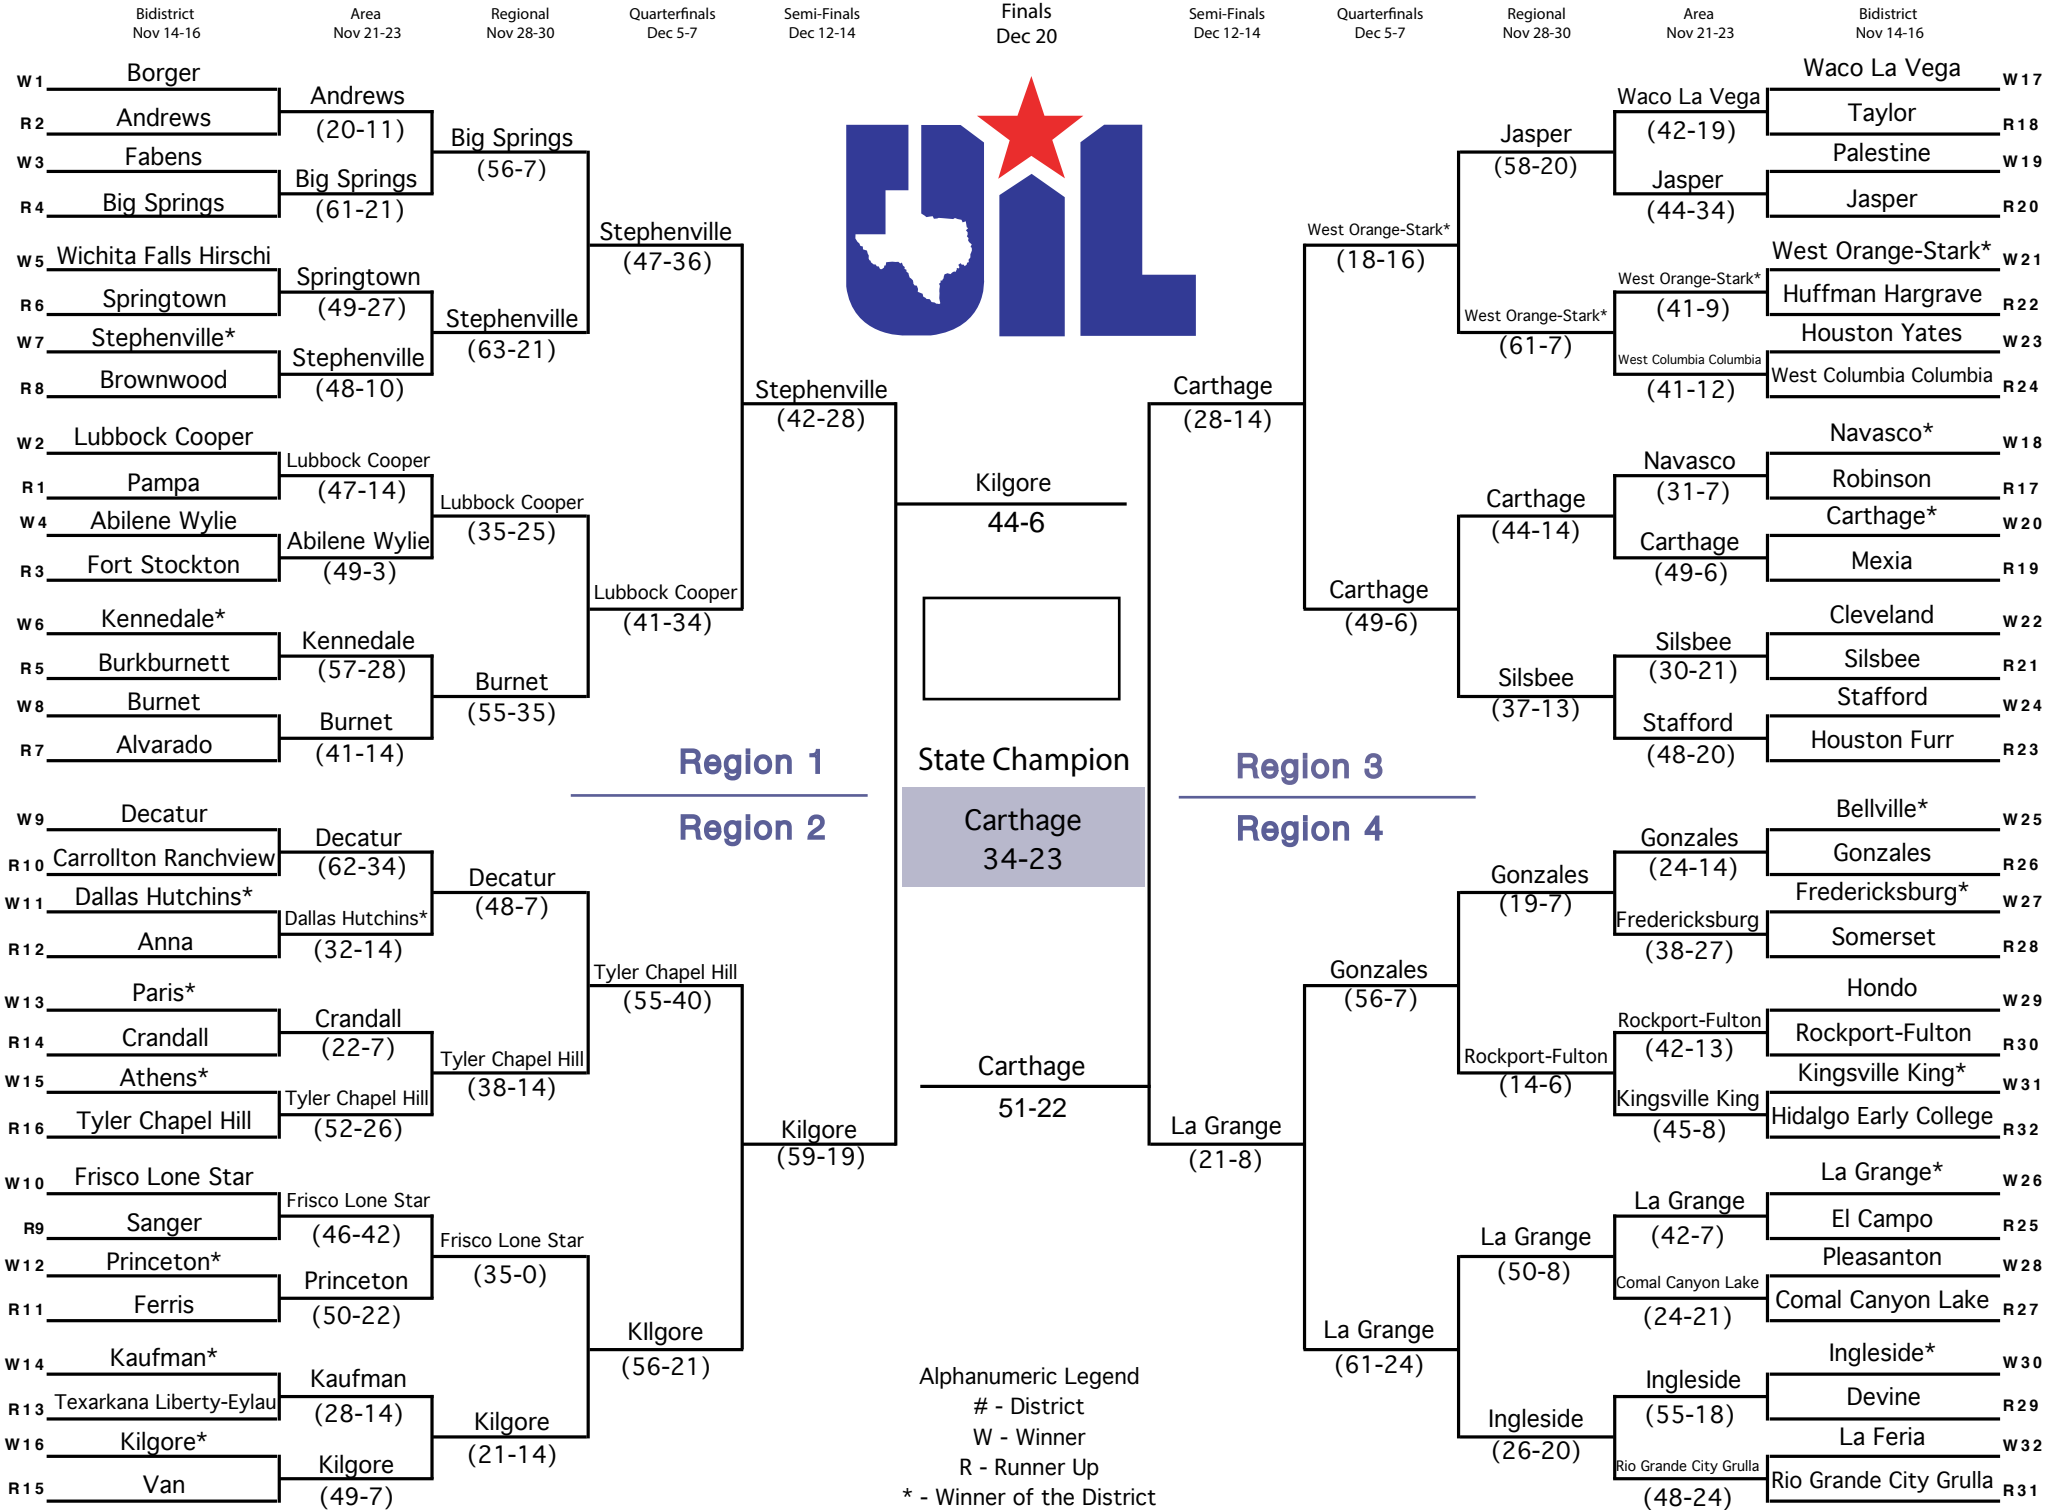 Bidistrict
Nov 14-16
Area
Nov 21-23
Regional
Nov 28-30
Quarterfinals
Dec 5-7
Semi-Finals
Dec 12-14
Finals
Dec 20
Semi-Finals
Dec 12-14
Quarterfinals
Dec 5-7
Regional
Nov 28-30
Area
Nov 21-23
Bidistrict
Nov 14-16
W1 Borger
R2 Andrews
W3 Fabens
R4 Big Springs
W5 Wichita Falls Hirschi
R6 Springtown
W7 Stephenville*
R8 Brownwood
W2 Lubbock Cooper
R1 Pampa
W4 Abilene Wylie
R3 Fort Stockton
W6 Kennedale*
R5 Burkburnett
W8 Burnet
R7 Alvarado
W9 Decatur
R10 Carrollton Ranchview
W11 Dallas Hutchins*
R12 Anna
W13 Paris*
R14 Crandall
W15 Athens*
R16 Tyler Chapel Hill
W10 Frisco Lone Star
R9 Sanger
W12 Princeton*
R11 Ferris
W14 Kaufman*
R13 Texarkana Liberty-Eylau
W16 Kilgore*
R15 Van
Andrews
(20-11)
Big Springs
(61-21)
Springtown
(49-27)
Stephenville
(48-10)
Lubbock Cooper
(47-14)
Abilene Wylie
(49-3)
Kennedale
(57-28)
Burnet
(41-14)
Decatur
(62-34)
Dallas Hutchins*
(32-14)
Crandall
(22-7)
Tyler Chapel Hill
(52-26)
Frisco Lone Star
(46-42)
Princeton
(50-22)
Kaufman
(28-14)
Kilgore
(49-7)
Big Springs
(56-7)
Stephenville
(63-21)
Lubbock Cooper
(35-25)
Burnet
(55-35)
Decatur
(48-7)
Tyler Chapel Hill
(38-14)
Frisco Lone Star
(35-0)
Kilgore
(21-14)
Stephenville
(47-36)
Lubbock Cooper
(41-34)
Tyler Chapel Hill
(55-40)
KIlgore
(56-21)
Stephenville
(42-28)
Kilgore
(59-19)
Region 1
Region 2
UIL
Kilgore
44-6
State Champion
Carthage
34-23
Carthage
51-22
Alphanumeric Legend
# - District
W - Winner
R - Runner Up
* - Winner of the District
Region 3
Region 4
Carthage
(28-14)
La Grange
(21-8)
West Orange-Stark*
(18-16)
Carthage
(49-6)
Gonzales
(56-7)
La Grange
(61-24)
Jasper
(58-20)
West Orange-Stark*
(61-7)
Carthage
(44-14)
Silsbee
(37-13)
Gonzales
(19-7)
Rockport-Fulton
(14-6)
La Grange
(50-8)
Ingleside
(26-20)
Waco La Vega
(42-19)
Jasper
(44-34)
West Orange-Stark*
(41-9)
West Columbia Columbia
(41-12)
Navasco
(31-7)
Carthage
(49-6)
Silsbee
(30-21)
Stafford
(48-20)
Gonzales
(24-14)
Fredericksburg
(38-27)
Rockport-Fulton
(42-13)
Kingsville King
(45-8)
La Grange
(42-7)
Comal Canyon Lake
(24-21)
Ingleside
(55-18)
Rio Grande City Grulla
(48-24)
Waco La Vega W17
Taylor R18
Palestine W19
Jasper R20
West Orange-Stark* W21
Huffman Hargrave R22
Houston Yates W23
West Columbia Columbia R24
Navasco* W18
Robinson R17
Carthage* W20
Mexia R19
Cleveland W22
Silsbee R21
Stafford W24
Houston Furr R23
Bellville* W25
Gonzales R26
Fredericksburg* W27
Somerset R28
Hondo W29
Rockport-Fulton R30
Kingsville King* W31
Hidalgo Early College R32
La Grange* W26
El Campo R25
Pleasanton W28
Comal Canyon Lake R27
Ingleside* W30
Devine R29
La Feria W32
Rio Grande City Grulla R31